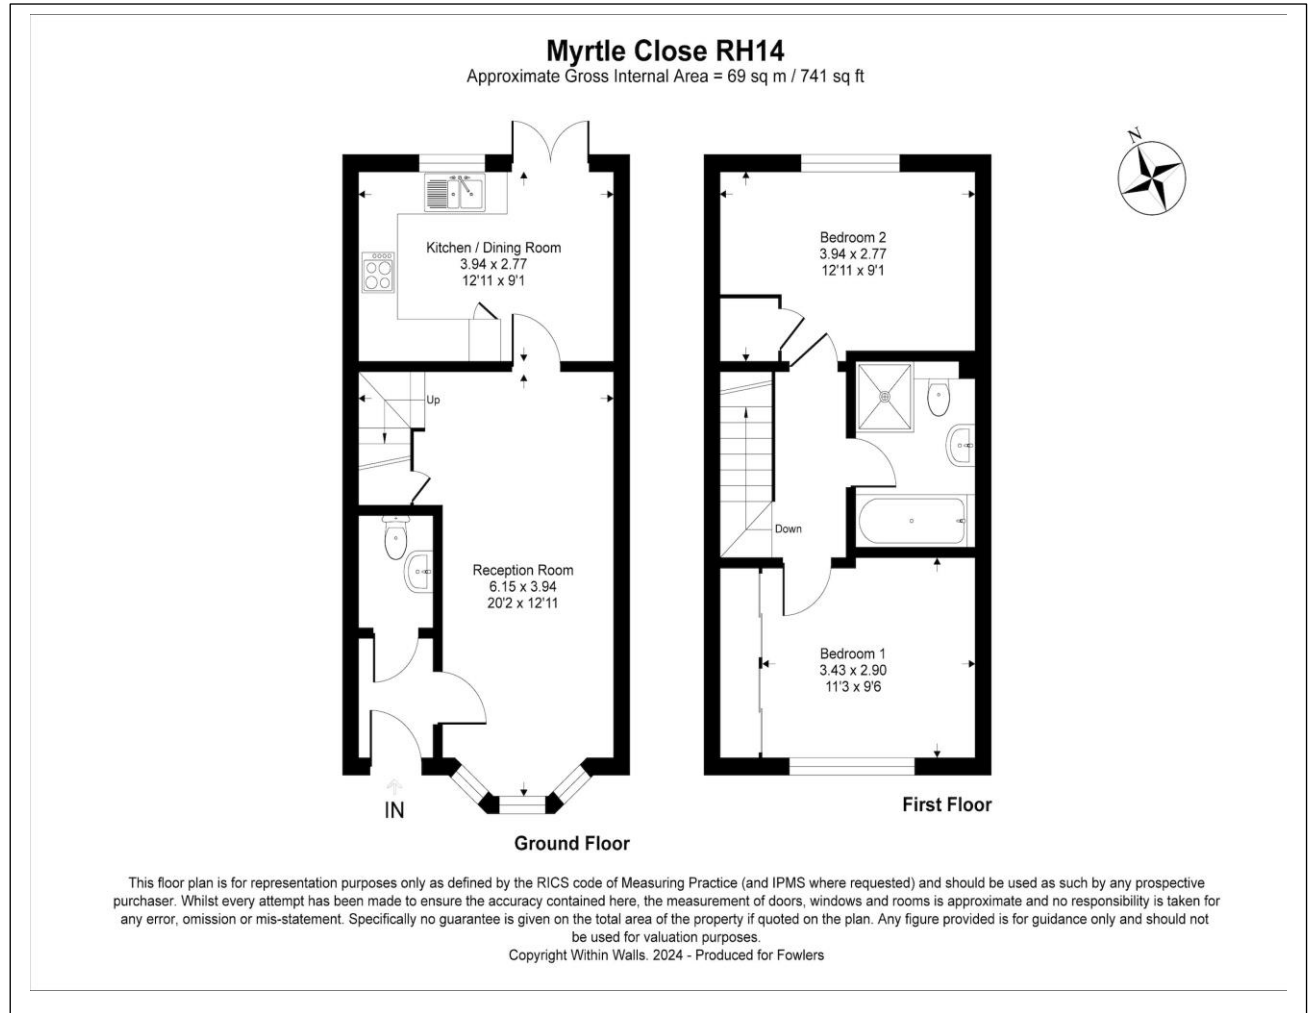 Myrtle Close RH14
Approximate Gross Internal Area = 69 sq m / 741 sq ft
N
Kitchen / Dining Room
3.94 x 2.77
12'11 x 9'1
Up
Reception Room
6.15 x 3.94
20'2 x 12'11
IN
Ground Floor
Bedroom 2
3.94 x 2.77
12'11 x 9'1
Down
Bedroom 1
3.43 x 2.90
11'3 x 9'6
First Floor
This floor plan is for representation purposes only as defined by the RICS code of Measuring Practice (and IPMS where requested) and should be used as such by any prospective
purchaser. Whilst every attempt has been made to ensure the accuracy contained here, the measurement of doors, windows and rooms is approximate and no responsibility is taken for
any error, omission or mis-statement. Specifically no guarantee is given on the total area of the property if quoted on the plan. Any figure provided is for guidance only and should not
be used for valuation purposes.
Copyright Within Walls. 2024 - Produced for Fowlers